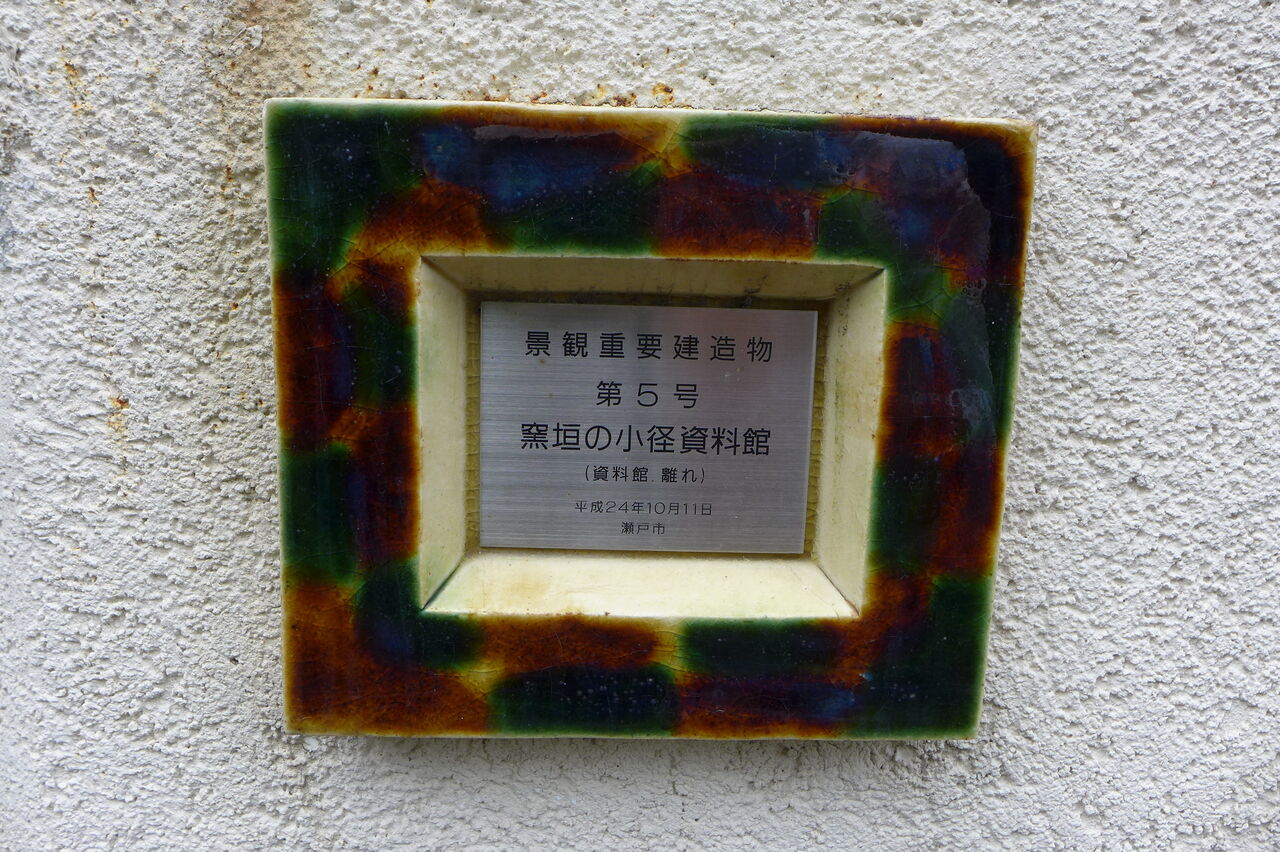 景観重要建造物
第5号
窯垣の小径資料館
(資料館.離れ)
平成24年10月11日
瀬戸市